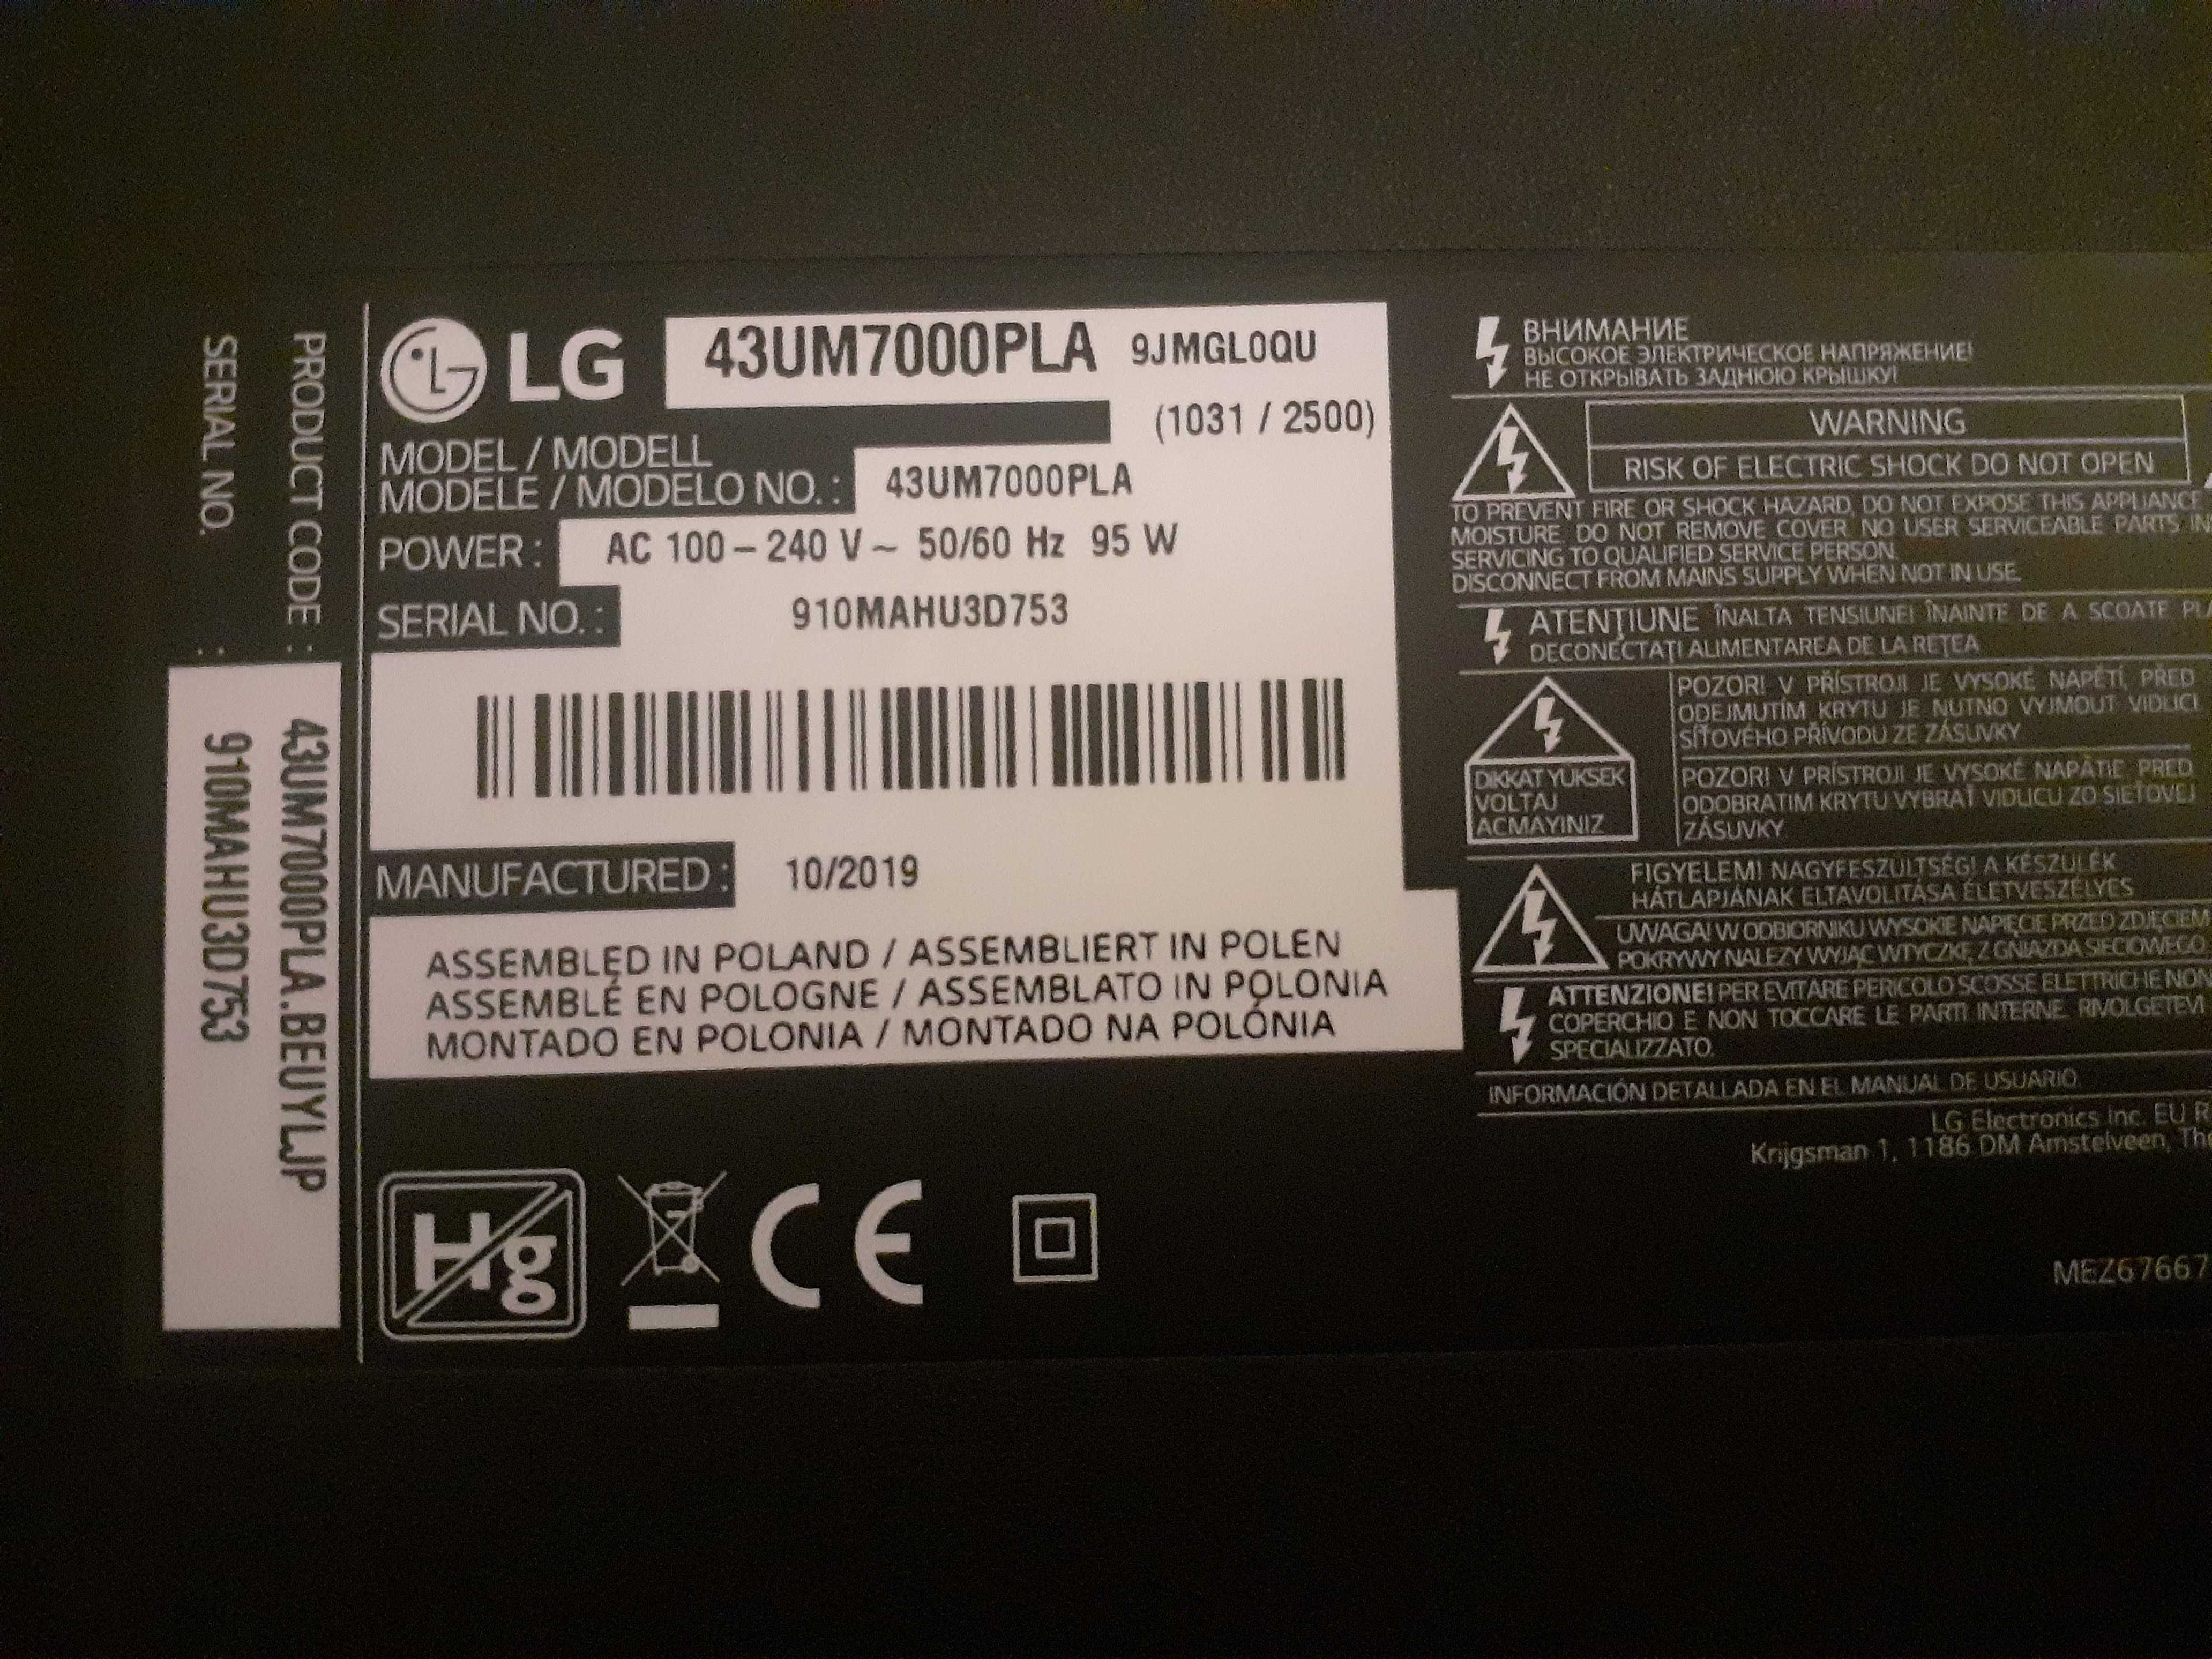 SERIAL NO. : 910MAHU3D753
PRODUCT CODE : 43UM7000PLA.BEUYLJP
LG 43UM7000PLA 9JMGL0QU
(1031 / 2500)
MODEL / MODELL
MODELE / MODELO NO. : 43UM7000PLA
POWER : AC 100 – 240 V ~ 50/60 Hz 95 W
SERIAL NO. : 910MAHU3D753
MANUFACTURED : 10/2019
ASSEMBLED IN POLAND / ASSEMBLIERT IN POLEN
ASSEMBLÉ EN POLOGNE / ASSEMBLATO IN POLONIA
MONTADO EN POLONIA / MONTADO NA POLÓNIA
Hg
CE
ВНИМАНИЕ
ВЫСОКОЕ ЭЛЕКТРИЧЕСКОЕ НАПРЯЖЕНИЕ!
НЕ ОТКРЫВАТЬ ЗАДНЮЮ КРЫШКУ!
WARNING
RISK OF ELECTRIC SHOCK DO NOT OPEN
TO PREVENT FIRE OR SHOCK HAZARD, DO NOT EXPOSE THIS APPLIANCE
MOISTURE. DO NOT REMOVE COVER. NO USER SERVICEABLE PARTS IN
SERVICING TO QUALIFIED SERVICE PERSON.
DISCONNECT FROM MAINS SUPPLY WHEN NOT IN USE.
ATENŢIUNE ÎNALTA TENSIUNE! ÎNAINTE DE A SCOATE
DECONECTAŢI ALIMENTAREA DE LA REŢEA
DIKKAT YUKSEK
VOLTAJ
ACMAYINIZ
POZOR! V PŘÍSTROJI JE VYSOKÉ NAPĚTÍ, PŘED
ODEJMUTÍM KRYTU JE NUTNO VYJMOUT VIDLICI
SÍŤOVÉHO PŘÍVODU ZE ZÁSUVKY
POZOR! V PRÍSTROJI JE VYSOKÉ NAPÄTIE, PRED
ODOBRATIM KRYTU VYBRAŤ VIDLICU ZO SIEŤOVEJ
ZÁSUVKY
FIGYELEM! NAGYFESZÜLTSÉG! A KÉSZÜLÉK
HÁTLAPJÁNAK ELTAVOLITÁSA ÉLETVESZÉLYES
UWAGA! W ODBIORNIKU WYSOKIE NAPIĘCIE PRZED ZDJĘCIEM
POKRYWY NALEZY WYJĄC WTYCZKĘ Z GNIAZDA SIECIOWEGO
ATTENZIONE! PER EVITARE PERICOLO SCOSSE ELETTRICHE NON
COPERCHIO E NON TOCCARE LE PARTI INTERNE. RIVOLGETEVI
SPECIALIZZATO.
INFORMACIÓN DETALLADA EN EL MANUAL DE USUARIO.
LG Electronics Inc. EU
Krijgsman 1, 1186 DM Amstelveen,
MEZ67667